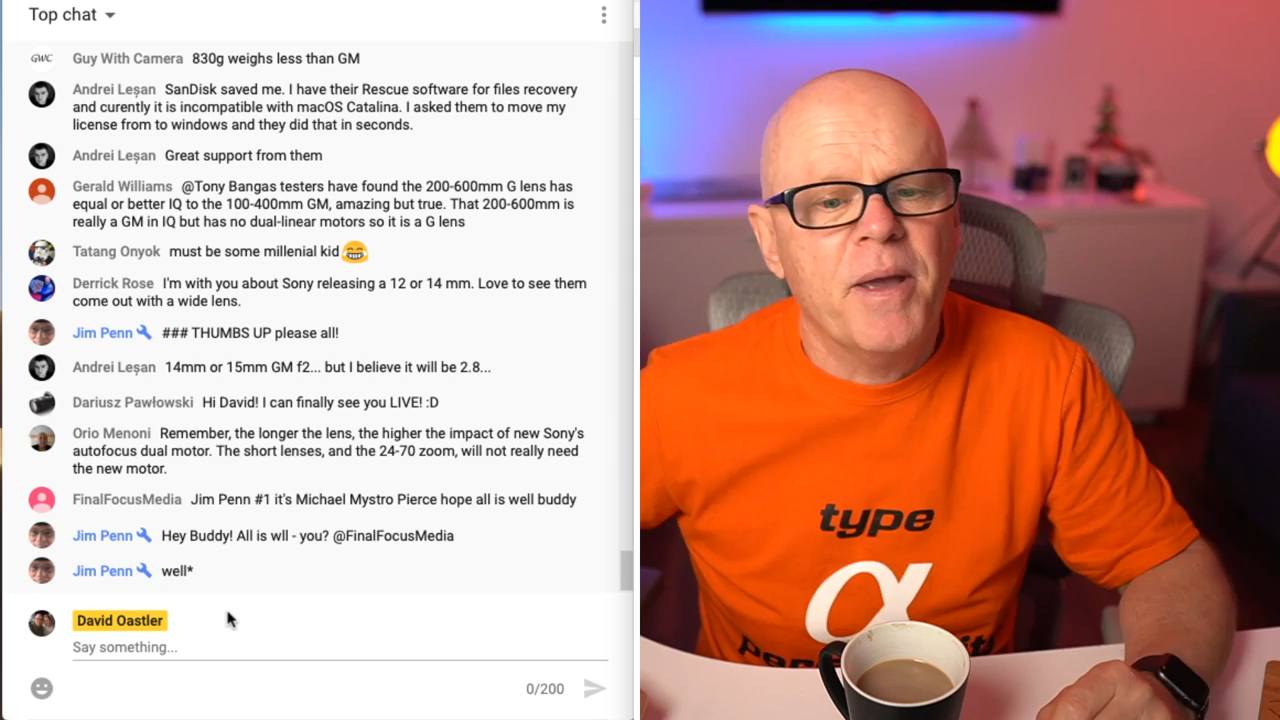 Top chat
GWC Guy With Camera 830g weighs less than GM
Andrei Leșan SanDisk saved me. I have their Rescue software for files recovery
and curently it is incompatible with macOS Catalina. I asked them to move my
license from to windows and they did that in seconds.
Andrei Leșan Great support from them
Gerald Williams @Tony Bangas testers have found the 200-600mm G lens has
equal or better IQ to the 100-400mm GM, amazing but true. That 200-600mm is
really a GM in IQ but has no dual-linear motors so it is a G lens
Tatang Onyok must be some millenial kid 😂
Derrick Rose I'm with you about Sony releasing a 12 or 14 mm. Love to see them
come out with a wide lens.
Jim Penn ### THUMBS UP please all!
Andrei Leșan 14mm or 15mm GM f2... but I believe it will be 2.8...
Dariusz Pawłowski Hi David! I can finally see you LIVE! :D
Orio Menoni Remember, the longer the lens, the higher the impact of new Sony's
autofocus dual motor. The short lenses, and the 24-70 zoom, will not really need
the new motor.
FinalFocusMedia Jim Penn #1 it's Michael Mystro Pierce hope all is well buddy
Jim Penn Hey Buddy! All is wll - you? @FinalFocusMedia
Jim Penn well*
David Oastler
Say something...
0/200
type
α